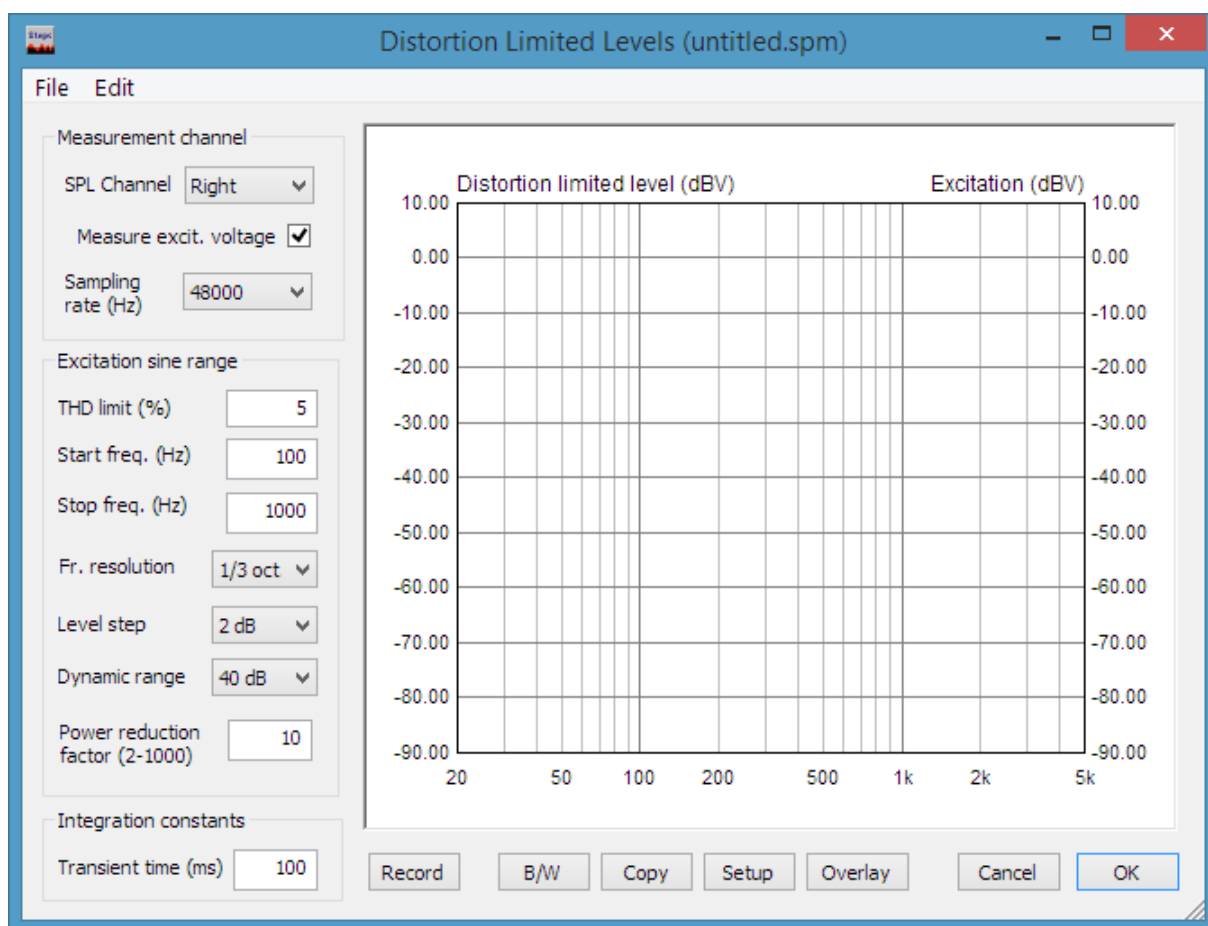 Steps
Distortion Limited Levels (untitled.spm)
File Edit
Measurement channel
SPL Channel Right
Measure excit. voltage
Sampling
rate (Hz) 48000
Excitation sine range
THD limit (%) 5
Start freq. (Hz) 100
Stop freq. (Hz) 1000
Fr. resolution 1/3 oct
Level step 2 dB
Dynamic range 40 dB
Power reduction
factor (2-1000) 10
Integration constants
Transient time (ms) 100
Distortion limited level (dBV) Excitation (dBV)
10.00 10.00
0.00 0.00
-10.00 -10.00
-20.00 -20.00
-30.00 -30.00
-40.00 -40.00
-50.00 -50.00
-60.00 -60.00
-70.00 -70.00
-80.00 -80.00
-90.00 -90.00
20 50 100 200 500 1k 2k 5k
Record B/W Copy Setup Overlay Cancel OK